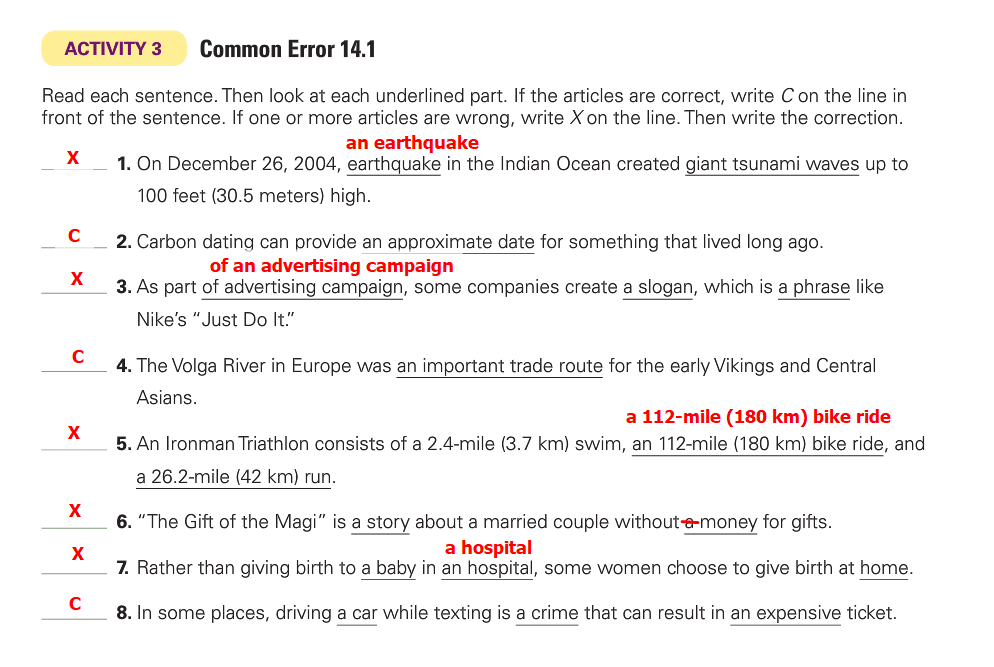 ACTIVITY 3 Common Error 14.1
Read each sentence. Then look at each underlined part. If the articles are correct, write C on the line in
front of the sentence. If one or more articles are wrong, write X on the line. Then write the correction.
an earthquake
X 1. On December 26, 2004, earthquake in the Indian Ocean created giant tsunami waves up to
100 feet (30.5 meters) high.
C 2. Carbon dating can provide an approximate date for something that lived long ago.
of an advertising campaign
X 3. As part of advertising campaign, some companies create a slogan, which is a phrase like
Nike's “Just Do It.”
C 4. The Volga River in Europe was an important trade route for the early Vikings and Central
Asians.
a 112-mile (180 km) bike ride
X 5. An Ironman Triathlon consists of a 2.4-mile (3.7 km) swim, an 112-mile (180 km) bike ride, and
a 26.2-mile (42 km) run.
X 6. “The Gift of the Magi” is a story about a married couple without a money for gifts.
a hospital
X 7. Rather than giving birth to a baby in an hospital, some women choose to give birth at home.
C 8. In some places, driving a car while texting is a crime that can result in an expensive ticket.